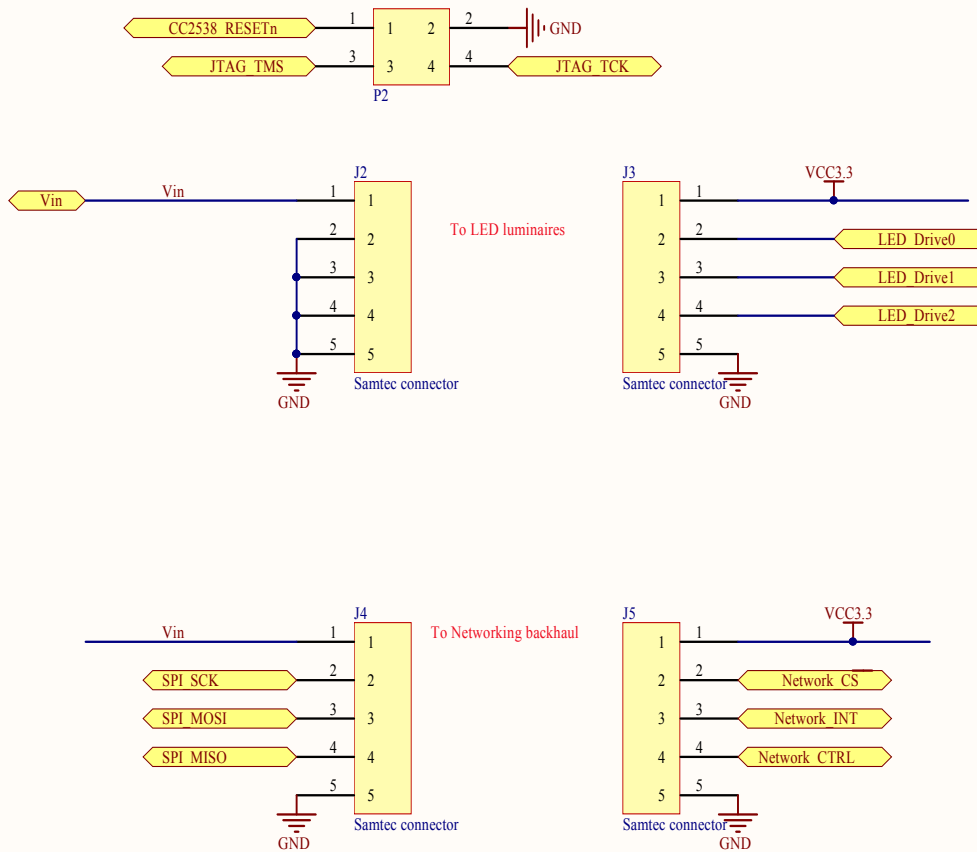 CC2538_RESETn 1 1 2 2 GND
JTAG_TMS 3 3 4 4 JTAG_TCK
P2
J2
Vin Vin 1 1
2 2
3 3
4 4
5 5
GND
Samtec connector
To LED luminaires
J3
VCC3.3
1 1
2 2 LED_Drive0
3 3 LED_Drive1
4 4 LED_Drive2
5 5
GND
Samtec connector
J4
Vin 1 1
SPI_SCK 2 2
SPI_MOSI 3 3
SPI_MISO 4 4
5 5
GND
Samtec connector
To Networking backhaul
J5
VCC3.3
1 1
2 2 Network_CS
3 3 Network_INT
4 4 Network_CTRL
5 5
GND
Samtec connector